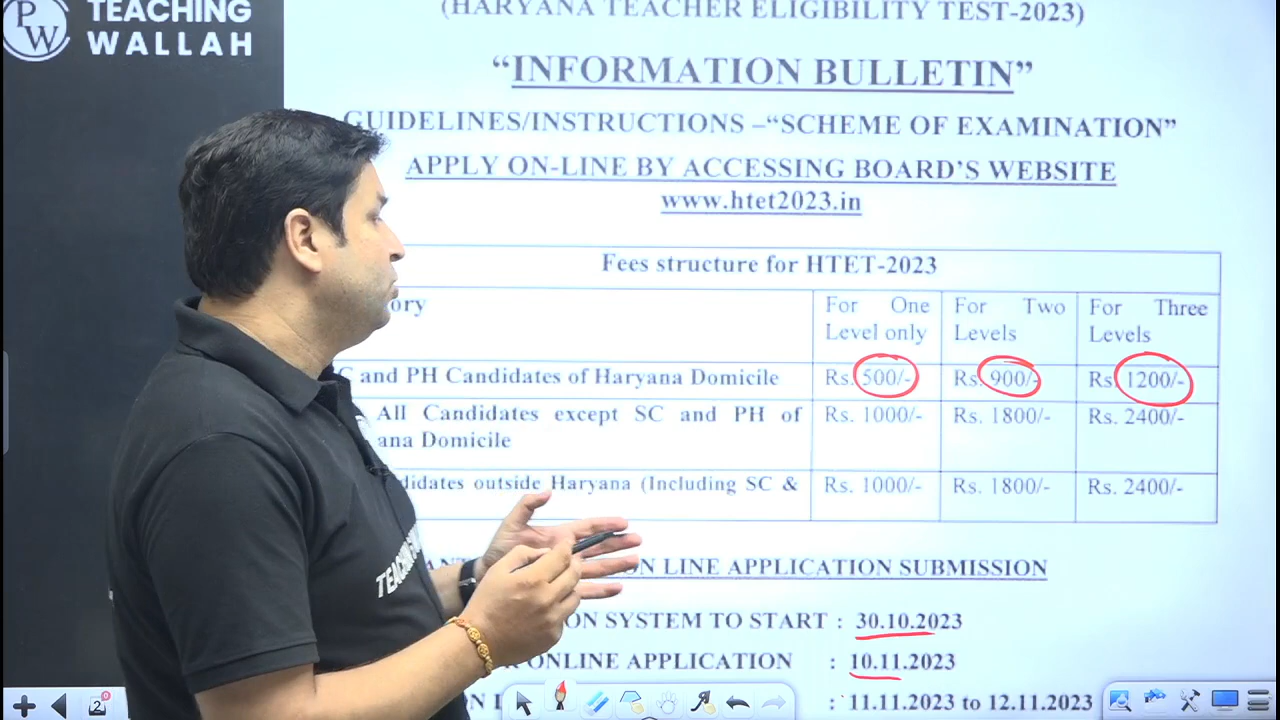 TEACHING
WALLAH
PW
(HARYANA TEACHER ELIGIBILITY TEST-2023)
“INFORMATION BULLETIN”
GUIDELINES/INSTRUCTIONS –“SCHEME OF EXAMINATION”
APPLY ON-LINE BY ACCESSING BOARD’S WEBSITE
www.htet2023.in
Fees structure for HTET-2023
For One Level only
For Two Levels
For Three Levels
and PH Candidates of Haryana Domicile Rs. 500/- Rs. 900/- Rs. 1200/-
All Candidates except SC and PH of Rs. 1000/- Rs. 1800/- Rs. 2400/-
Domicile
outside Haryana (Including SC & Rs. 1000/- Rs. 1800/- Rs. 2400/-
ON LINE APPLICATION SUBMISSION
SYSTEM TO START : 30.10.2023
ONLINE APPLICATION : 10.11.2023
: 11.11.2023 to 12.11.2023
TEACHING
2
0